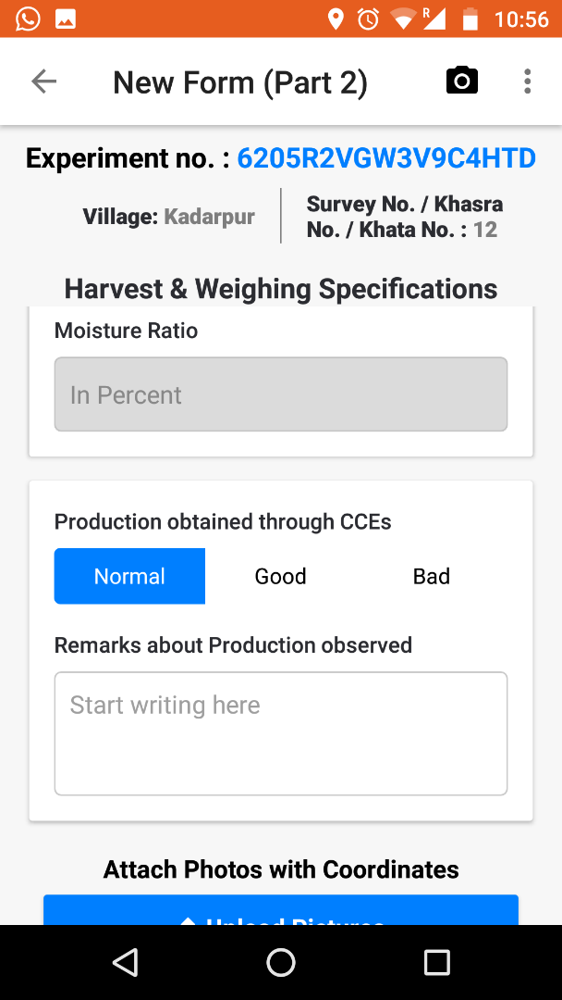 R
10:56
New Form (Part 2)
Experiment no. : 6205R2VGW3V9C4HTD
Village: Kadarpur
Survey No. / Khasra
No. / Khata No. : 12
Harvest & Weighing Specifications
Moisture Ratio
In Percent
Production obtained through CCEs
Normal Good Bad
Remarks about Production observed
Start writing here
Attach Photos with Coordinates
Upload Pictures